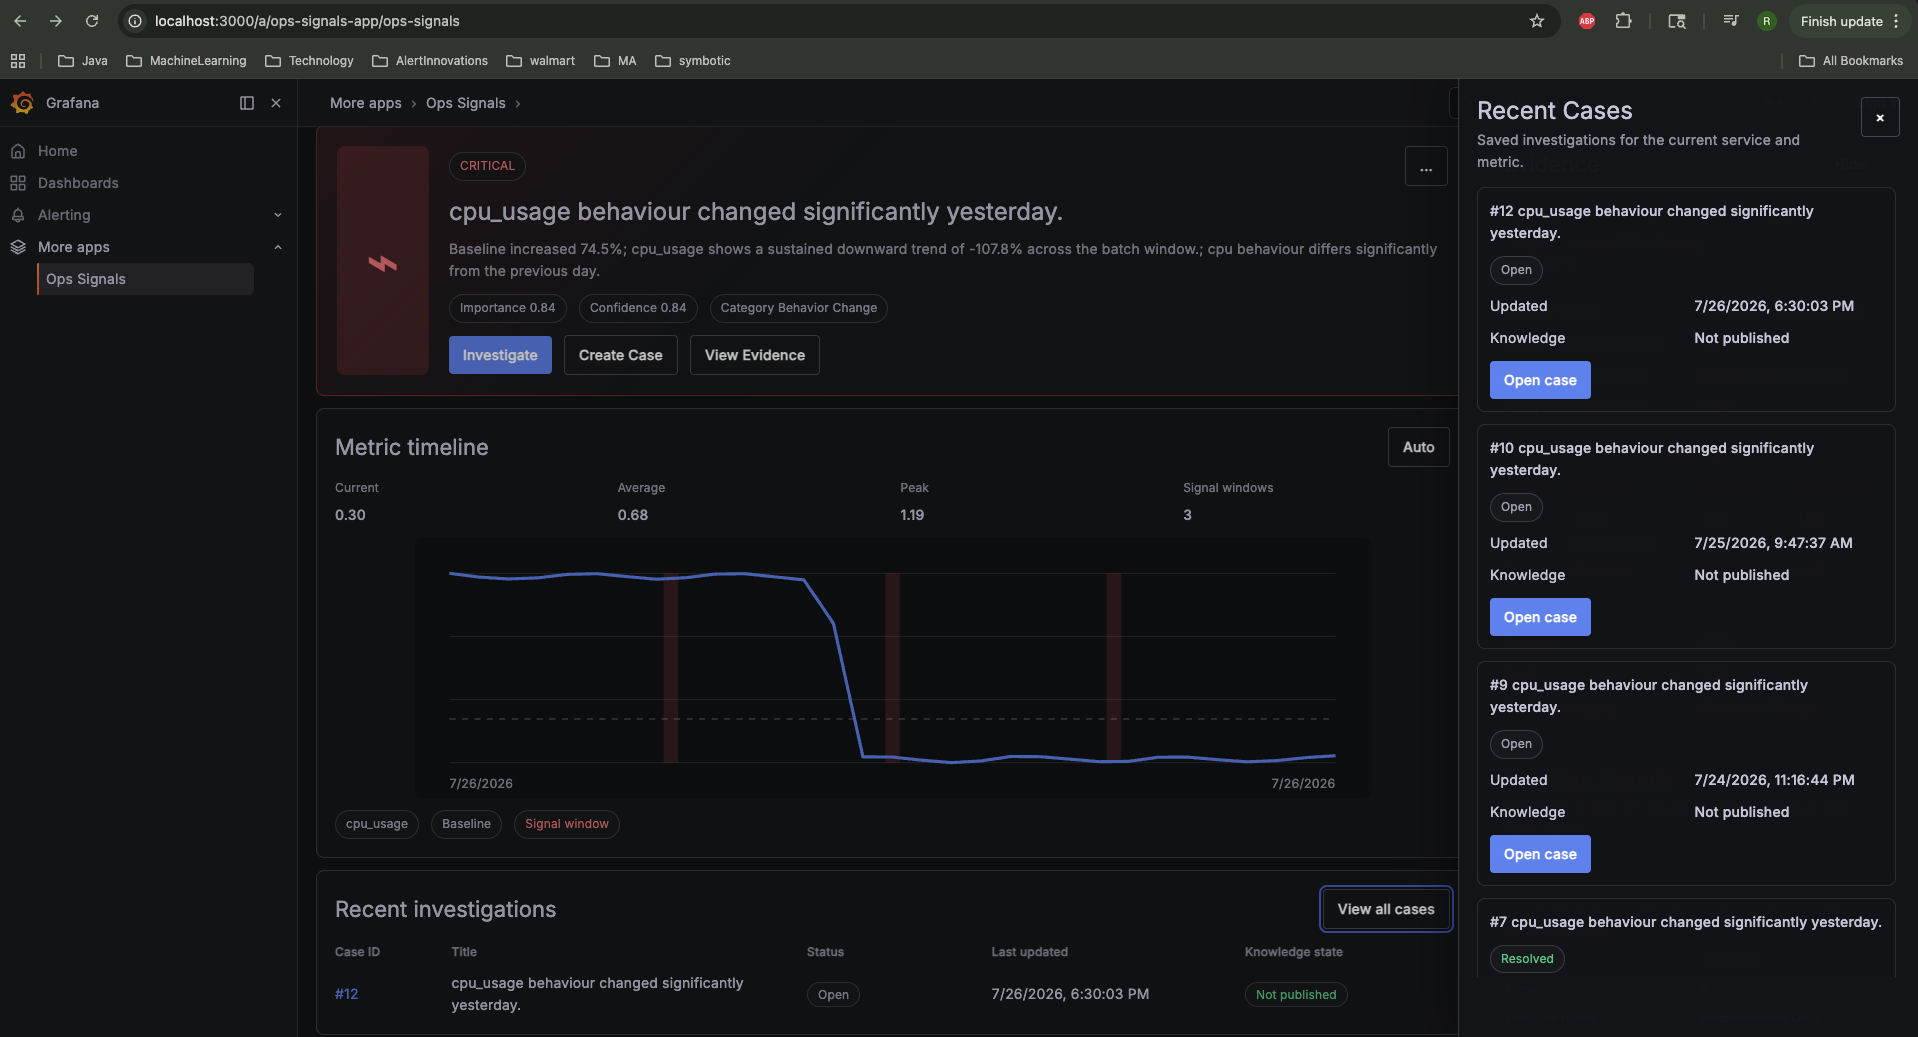 localhost:3000/a/ops-signals-app/ops-signals
ABP
R
Finish update
Java
MachineLearning
Technology
AlertInnovations
walmart
MA
symbotic
All Bookmarks
Grafana
Home
Dashboards
Alerting
More apps
Ops Signals
More apps › Ops Signals ›
CRITICAL
...
cpu_usage behaviour changed significantly yesterday.
Baseline increased 74.5%; cpu_usage shows a sustained downward trend of -107.8% across the batch window.; cpu behaviour differs significantly
from the previous day.
Importance 0.84
Confidence 0.84
Category Behavior Change
Investigate
Create Case
View Evidence
Metric timeline
Auto
Current
Average
Peak
Signal windows
0.30
0.68
1.19
3
7/26/2026
7/26/2026
cpu_usage
Baseline
Signal window
Recent investigations
View all cases
Case ID
Title
Status
Last updated
Knowledge state
#12
cpu_usage behaviour changed significantly
yesterday.
Open
7/26/2026, 6:30:03 PM
Not published
Recent Cases
×
Saved investigations for the current service and
metric.
#12 cpu_usage behaviour changed significantly
yesterday.
Open
Updated
7/26/2026, 6:30:03 PM
Knowledge
Not published
Open case
#10 cpu_usage behaviour changed significantly
yesterday.
Open
Updated
7/25/2026, 9:47:37 AM
Knowledge
Not published
Open case
#9 cpu_usage behaviour changed significantly
yesterday.
Open
Updated
7/24/2026, 11:16:44 PM
Knowledge
Not published
Open case
#7 cpu_usage behaviour changed significantly yesterday.
Resolved